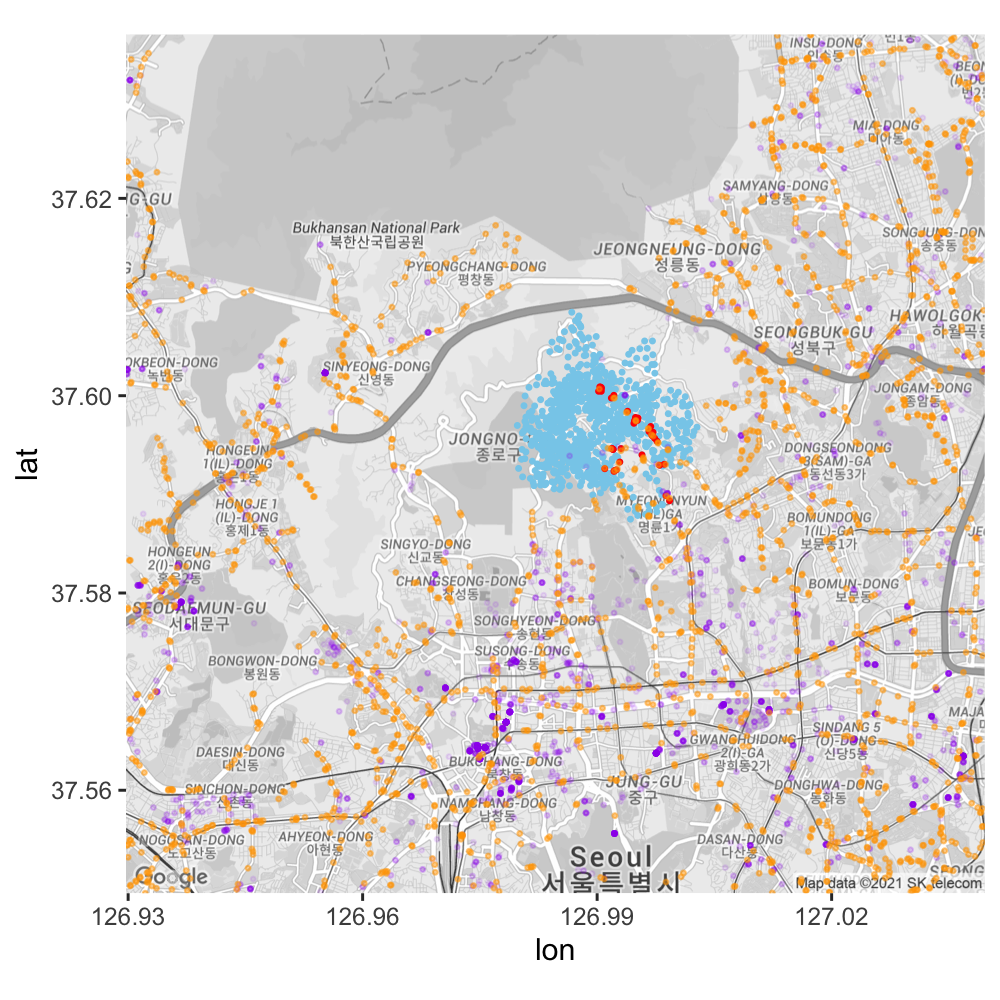 INSU-DONG
인수동
MIA-DONG
미아동
SAMYANG-DONG
삼양동
Bukhansan National Park
북한산국립공원
SONGJUNG-DON
송중동
JEONGNEUNG-DONG
정릉동
PYEONGCHANG-DONG
평창동
HAWOLGOK-
하월곡동
SEONGBUK-GU
성북구
OKBEON-DONG
녹번동
SINYEONG-DONG
신영동
JONGAM-DONG
종암동
JONGNO-
종로구
HONGEUN
1(IL)-DONG
홍은1동
DONGSEONDONG
3(SAM)-GA
동선동3가
HONGJE 1
(IL)-DONG
홍제1동
MYEONGNYUN
명륜1
BOMUNDONG
1(IL)-GA
보문동1가
SINGYO-DONG
신교동
HONGEUN
2(I)-DONG
홍은2동
CHANGSEONG-DONG
창성동
BOMUN-DONG
보문동
SEODAEMUN-GU
서대문구
SONGHYEON-DONG
송현동
SUSONG-DONG
수송동
BONGWON-DONG
봉원동
DAESIN-DONG
대신동
GWANGHUIDONG
2(I)-GA
광희동2가
SINDANG 5
(O)-DONG
신당5동
BUKCHANG-DONG
북창동
SINCHON-DONG
신촌동
JUNG-GU
중구
DONGHWA-DONG
동화동
NAMCHANG-DONG
남창동
NOGOSAN-DONG
노고산동
AHYEON-DONG
아현동
DASAN-DONG
다산동
Seoul
서울특별시
Google
Map data ©2021 SK telecom
37.62
37.60
37.58
37.56
lat
126.93
126.96
126.99
127.02
lon